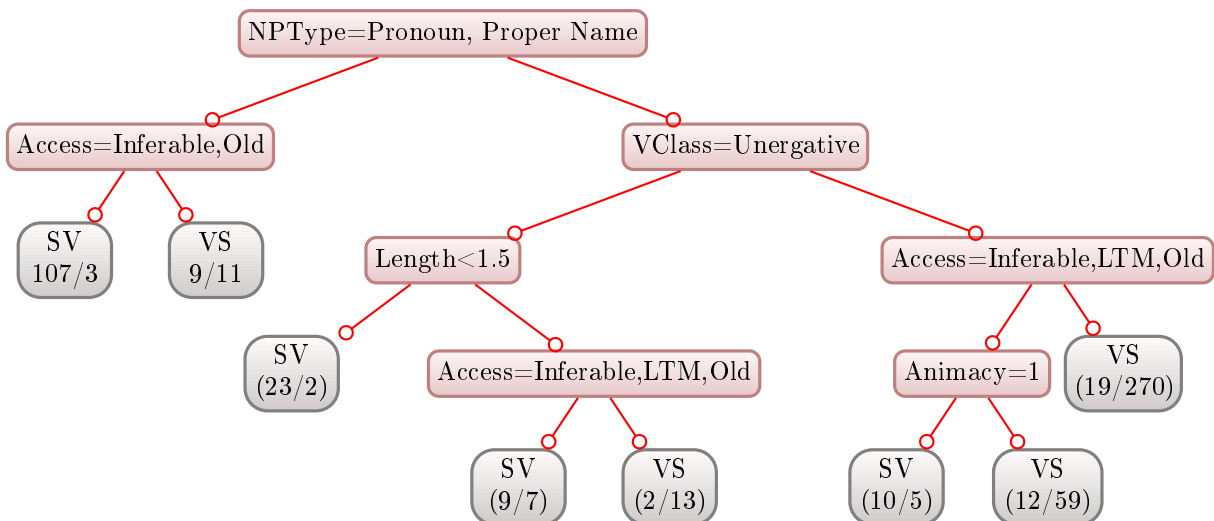 NPType=Pronoun, Proper Name
Access=Inferable,Old
VClass=Unergative
SV
107/3
VS
9/11
Length<1.5
Access=Inferable,LTM,Old
SV
(23/2)
Access=Inferable,LTM,Old
Animacy=1
VS
(19/270)
SV
(9/7)
VS
(2/13)
SV
(10/5)
VS
(12/59)